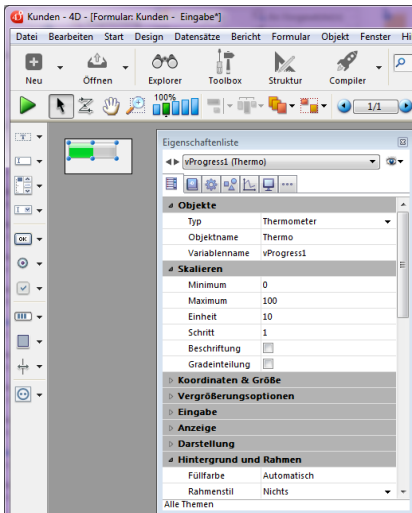 Kunden - 4D - [Formular: Kunden - Eingabe*]
Datei Bearbeiten Start Design Datensätze Bericht Formular Objekt Fenster Hi
Neu Öffnen Explorer Toolbox Struktur Compiler
100%
1/1
Eigenschaftenliste
vProgress1 (Thermo)
Objekte
Typ Thermometer
Objektname Thermo
Variablenname vProgress1
Skalieren
Minimum 0
Maximum 100
Einheit 10
Schritt 1
Beschriftung
Gradeinteilung
Koordinaten & Größe
Vergrößerungsoptionen
Eingabe
Anzeige
Darstellung
Hintergrund und Rahmen
Füllfarbe Automatisch
Rahmenstil Nichts
Alle Themen
OK